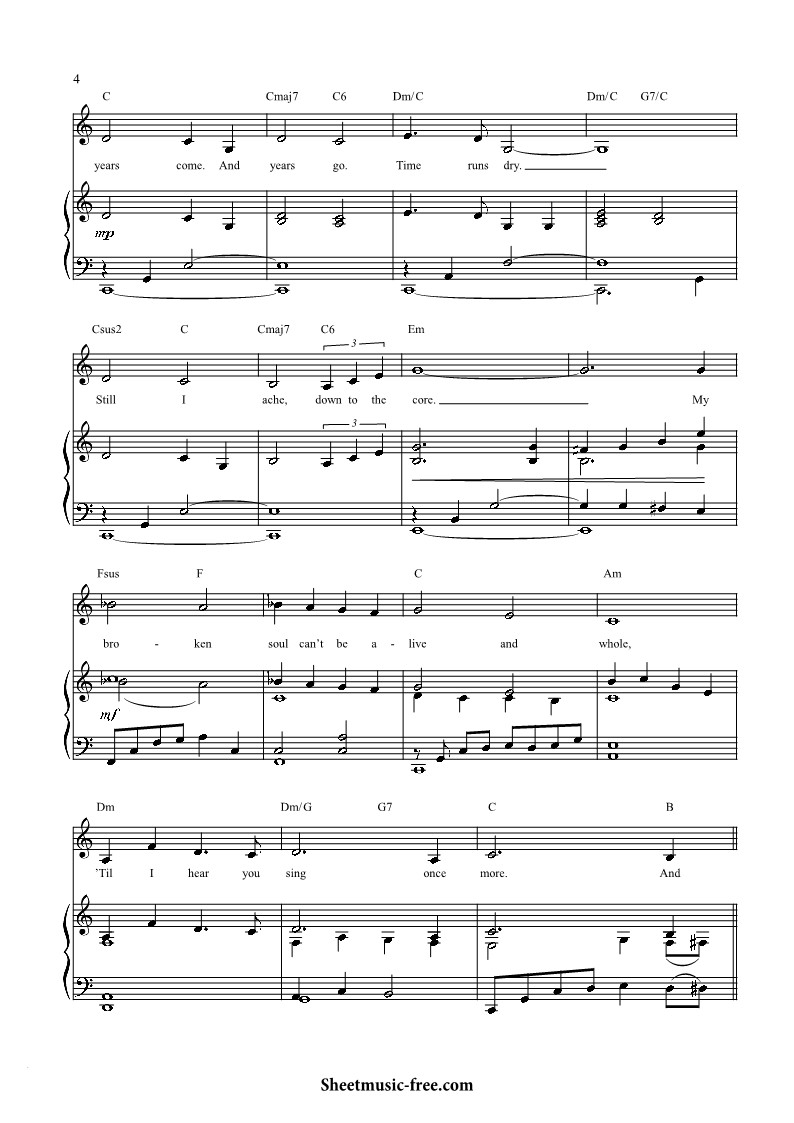 4
C Cmaj7 C6 Dm/C Dm/C G7/C
years come. And years go. Time runs dry.
mp
Csus2 C Cmaj7 C6 Em
3
Still I ache, down to the core. My
3
Fsus F C Am
bro - ken soul can't be a - live and whole,
mf
Dm Dm/G G7 C B
'Til I hear you sing once more. And
Sheetmusic-free.com